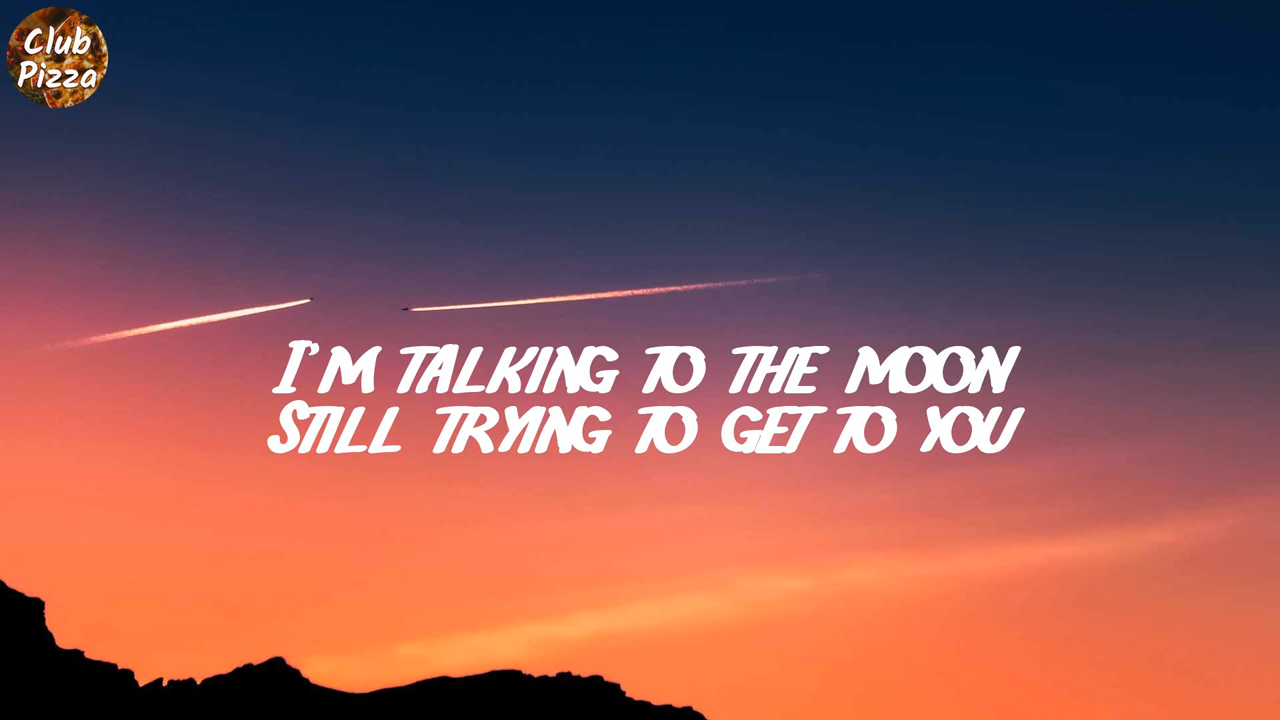 Club
Pizza
I'M TALKING TO THE MOON
STILL TRYING TO GET TO YOU